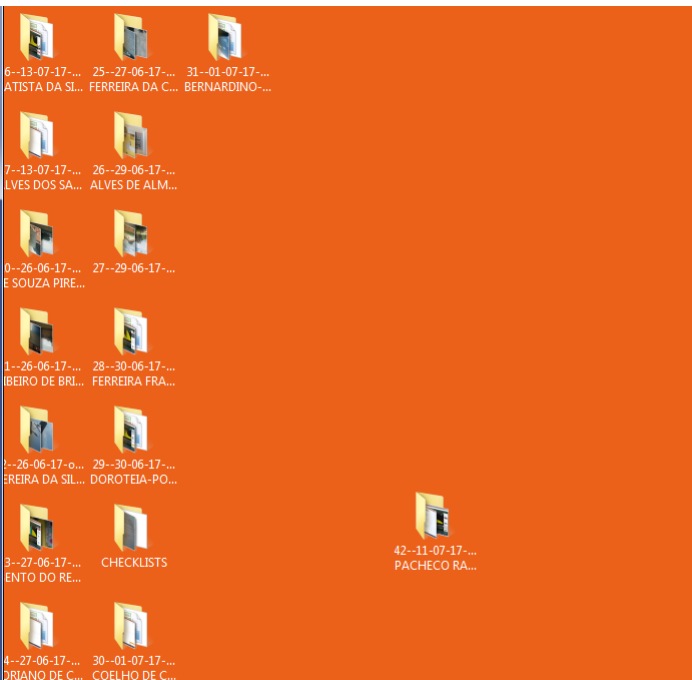 6--13-07-17-...
ATISTA DA SI...
25--27-06-17-...
FERREIRA DA C...
31--01-07-17-...
BERNARDINO-...
7--13-07-17-...
LVES DOS SA...
26--29-06-17-...
ALVES DE ALM...
0--26-06-17-...
E SOUZA PIRE...
27--29-06-17-...
1--26-06-17-...
IBEIRO DE BRI...
28--30-06-17-...
FERREIRA FRA...
2--26-06-17-o...
EREIRA DA SIL...
29--30-06-17-...
DOROTEIA-PO...
3--27-06-17-...
ENTO DO RE...
CHECKLISTS
42--11-07-17-...
PACHECO RA...
4--27-06-17-...
DRIANO DE C...
30--01-07-17-...
COELHO DE C...